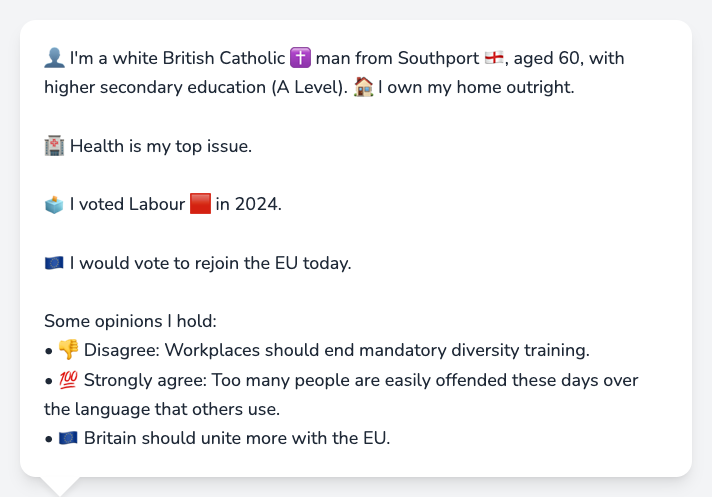 👤 I'm a white British Catholic ✝️ man from Southport 🏴󠁧󠁢󠁥󠁮󠁧󠁿, aged 60, with
higher secondary education (A Level). 🏠 I own my home outright.
🏥 Health is my top issue.
🗳️ I voted Labour 🟥 in 2024.
🇪🇺 I would vote to rejoin the EU today.
Some opinions I hold:
• 👎 Disagree: Workplaces should end mandatory diversity training.
• 💯 Strongly agree: Too many people are easily offended these days over
the language that others use.
• 🇪🇺 Britain should unite more with the EU.